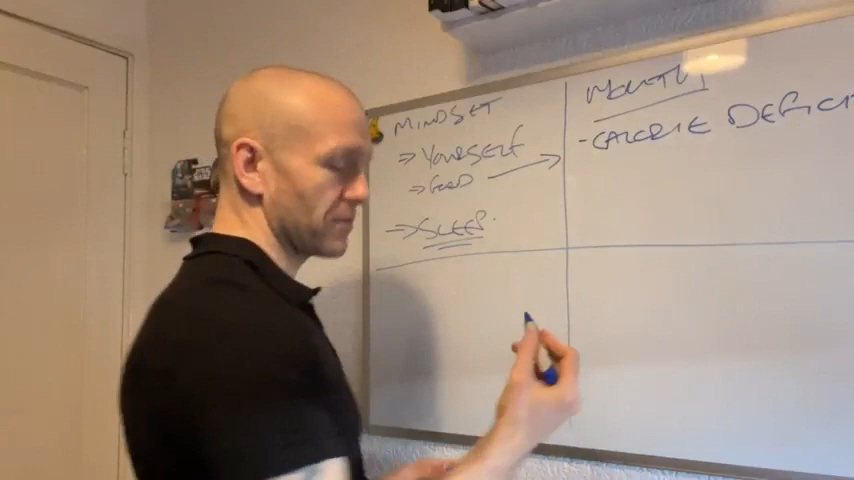 MINDSET
⇒ YOURSELF
⇒ FOOD →
⇒ SLEEP.
MOUTH
- CALORIE DEFICIT